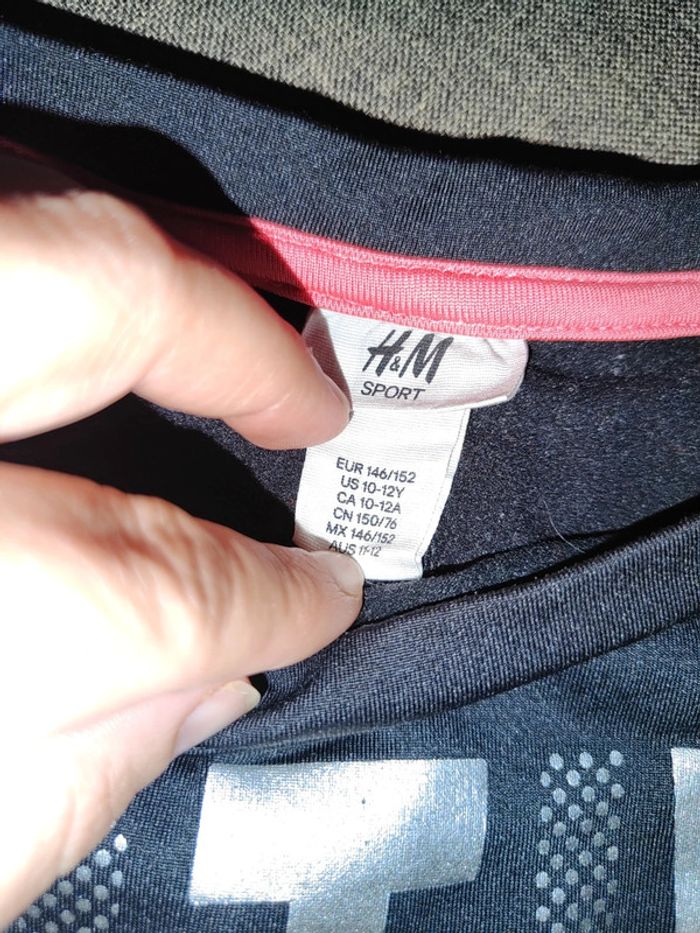 H&M
SPORT
EUR 146/152
US 10-12Y
CA 10-12A
CN 150/76
MX 146/152
AUS 11-12